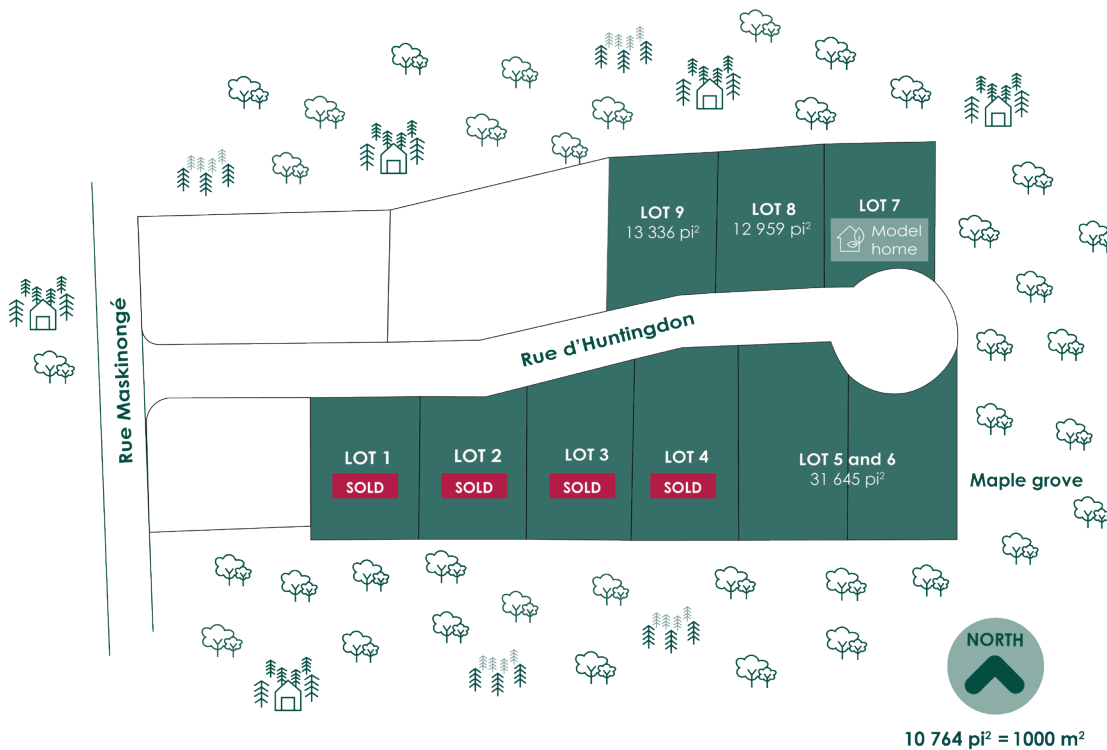 LOT 9
13 336 pi²
LOT 8
12 959 pi²
LOT 7
Model
home
Rue Maskinongé
Rue d'Huntingdon
LOT 1
SOLD
LOT 2
SOLD
LOT 3
SOLD
LOT 4
SOLD
LOT 5 and 6
31 645 pi²
Maple grove
NORTH
10 764 pi² = 1000 m²